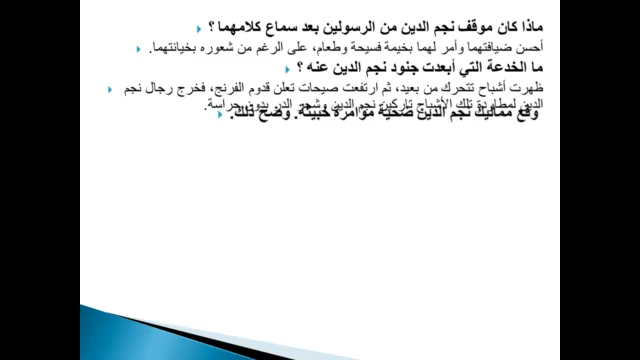 ماذا كان موقف نجم الدين من الرسولين بعد سماع كلامهما ؟
أحسن ضيافتهما وأمر لهما بخيمة فسيحة وطعام، على الرغم من شعوره بخيانتهما.
ما الخدعة التي أبعدت جنود نجم الدين عنه ؟
ظهرت أشباح تتحرك من بعيد، ثم ارتفعت صيحات تعلن قدوم الفرنج، فخرج رجال نجم
الدين لمطاردة تلك الأشباح تاركين نجم الدين وشجر الدر بدون حراسة.
وقع مماليك نجم الدين ضحية مؤامرة خبيثة. وضح ذلك.